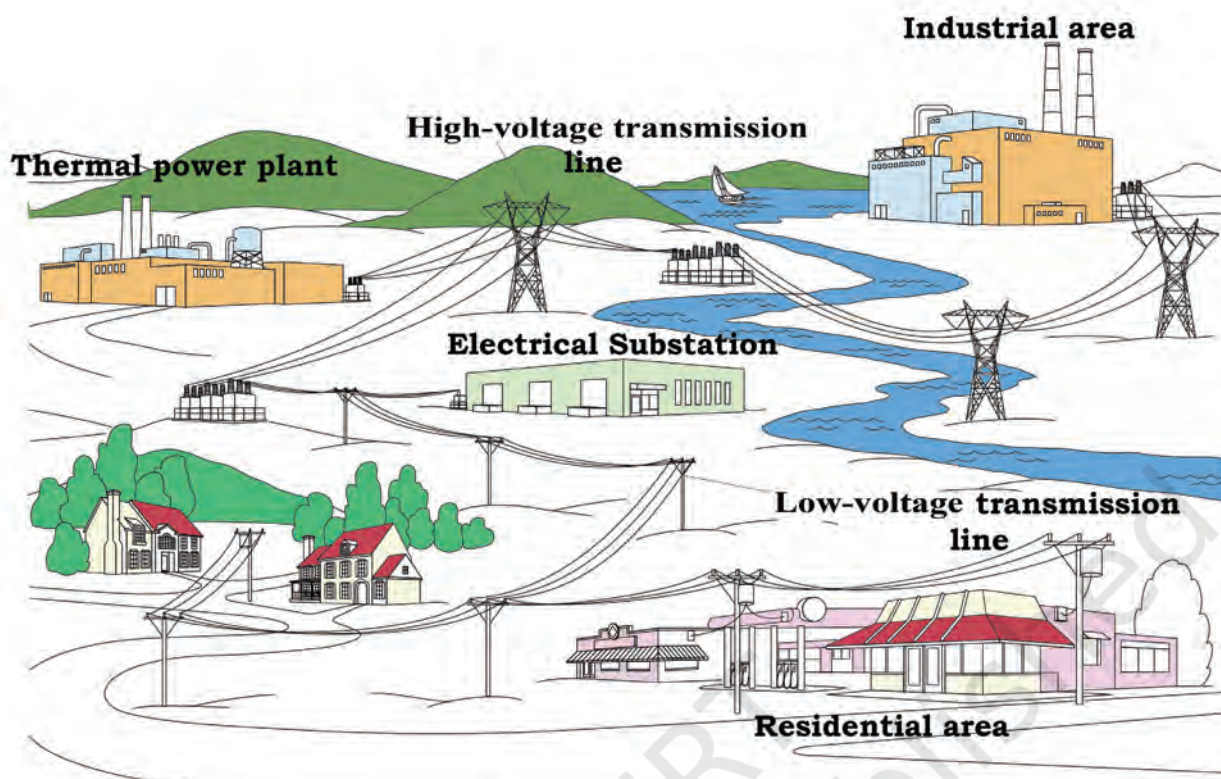 Industrial area
High-voltage transmission
line
Thermal power plant
Electrical Substation
Low-voltage transmission
line
Residential area